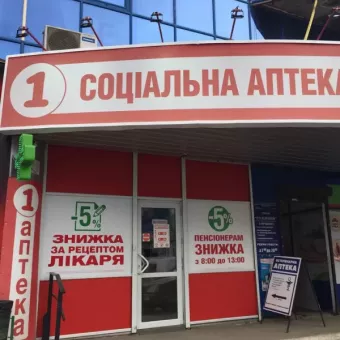 1 СОЦІАЛЬНА АПТЕКА
-5%
ЗНИЖКА
ЗА РЕЦЕПТОМ
ЛІКАРЯ
-5%
ПЕНСІОНЕРАМ
ЗНИЖКА
з 8:00 до 13:00
1 аптека
АПТЕКА